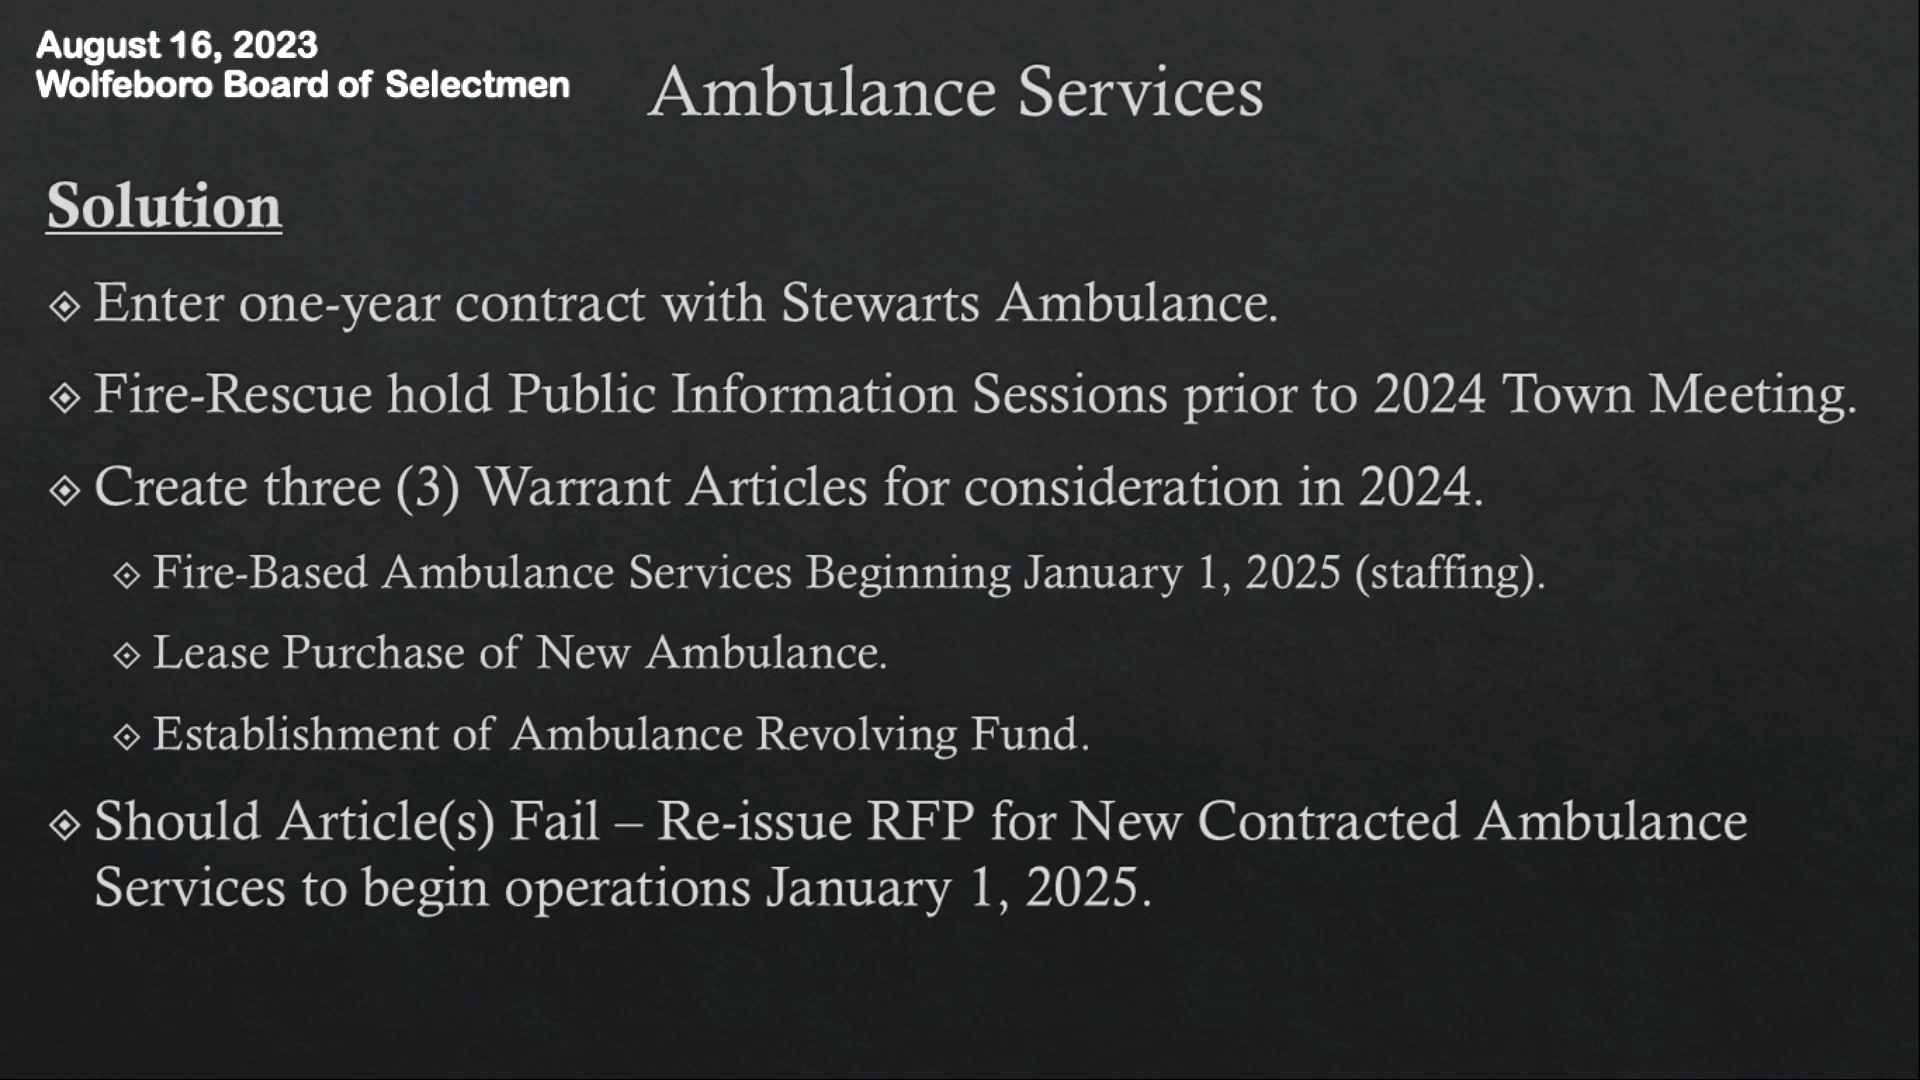 August 16, 2023
Wolfeboro Board of Selectmen
Ambulance Services
Solution
Enter one-year contract with Stewarts Ambulance.
Fire-Rescue hold Public Information Sessions prior to 2024 Town Meeting.
Create three (3) Warrant Articles for consideration in 2024.
Fire-Based Ambulance Services Beginning January 1, 2025 (staffing).
Lease Purchase of New Ambulance.
Establishment of Ambulance Revolving Fund.
Should Article(s) Fail – Re-issue RFP for New Contracted Ambulance
Services to begin operations January 1, 2025.